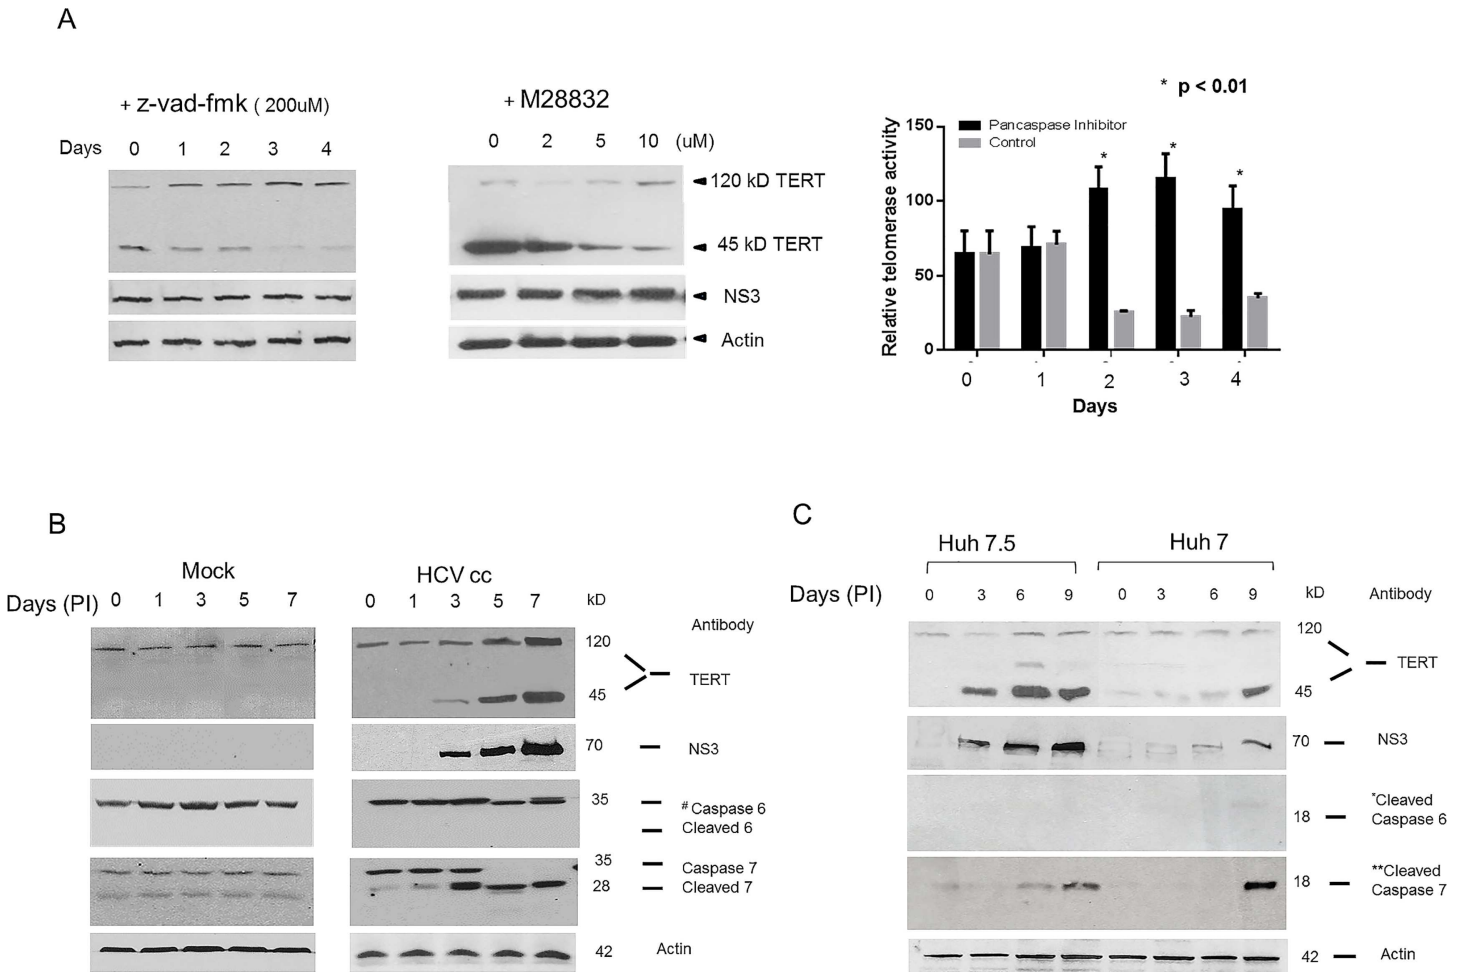 A
+ z-vad-fmk ( 200uM)
Days 0 1 2 3 4
+ M28832
0 2 5 10 (uM)
120 kD TERT
45 kD TERT
NS3
Actin
* p < 0.01
Pancaspase Inhibitor
Control
Relative telomerase activity
150
100
50
0
* * *
0 1 2 3 4
Days
B
Mock
HCV cc
Days (PI) 0 1 3 5 7
0 1 3 5 7 kD
Antibody
120
45
TERT
70 NS3
35 # Caspase 6
Cleaved 6
35 Caspase 7
28 Cleaved 7
42 Actin
C
Huh 7.5 Huh 7
Days (PI) 0 3 6 9 0 3 6 9 kD Antibody
120
TERT
45
70 NS3
*Cleaved
18 Caspase 6
**Cleaved
18 Caspase 7
42 Actin